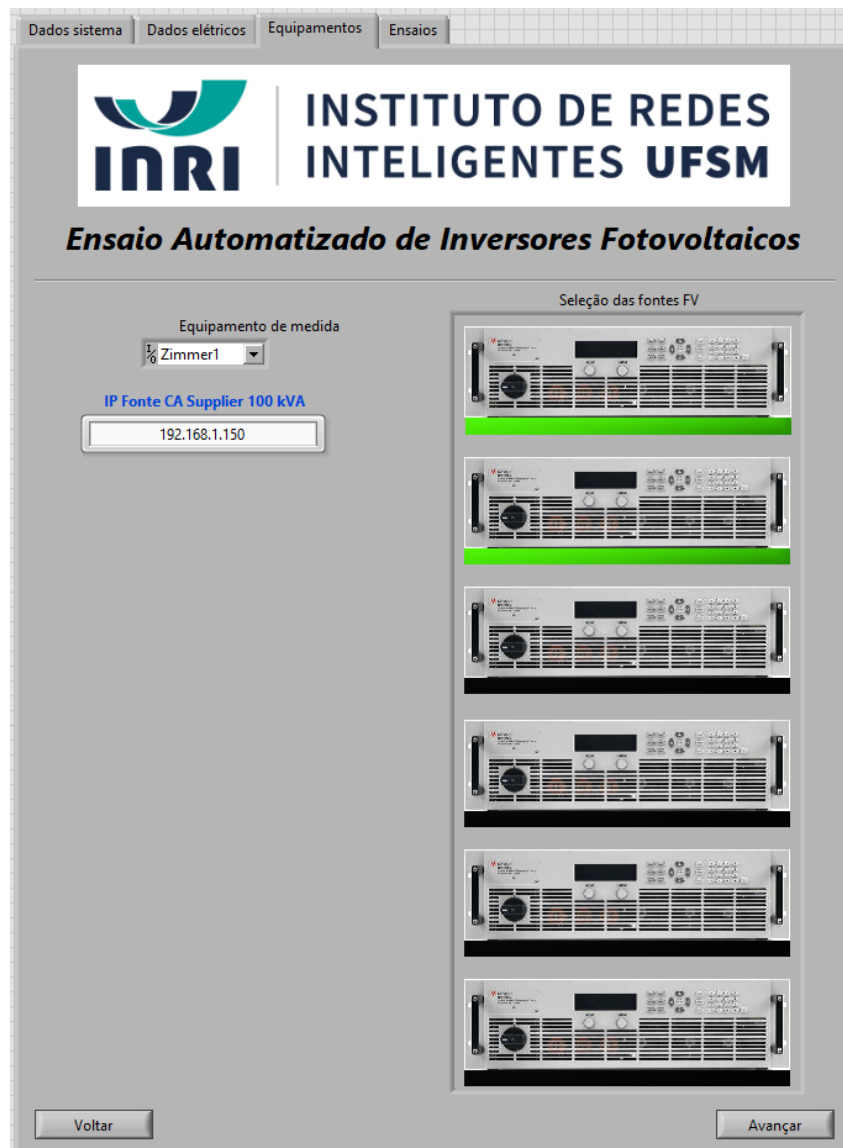 Dados sistema
Dados elétricos
Equipamentos
Ensaios
INRI
INSTITUTO DE REDES
INTELIGENTES UFSM
Ensaio Automatizado de Inversores Fotovoltaicos
Equipamento de medida
Zimmer1
IP Fonte CA Supplier 100 kVA
192.168.1.150
Seleção das fontes FV
Voltar
Avançar